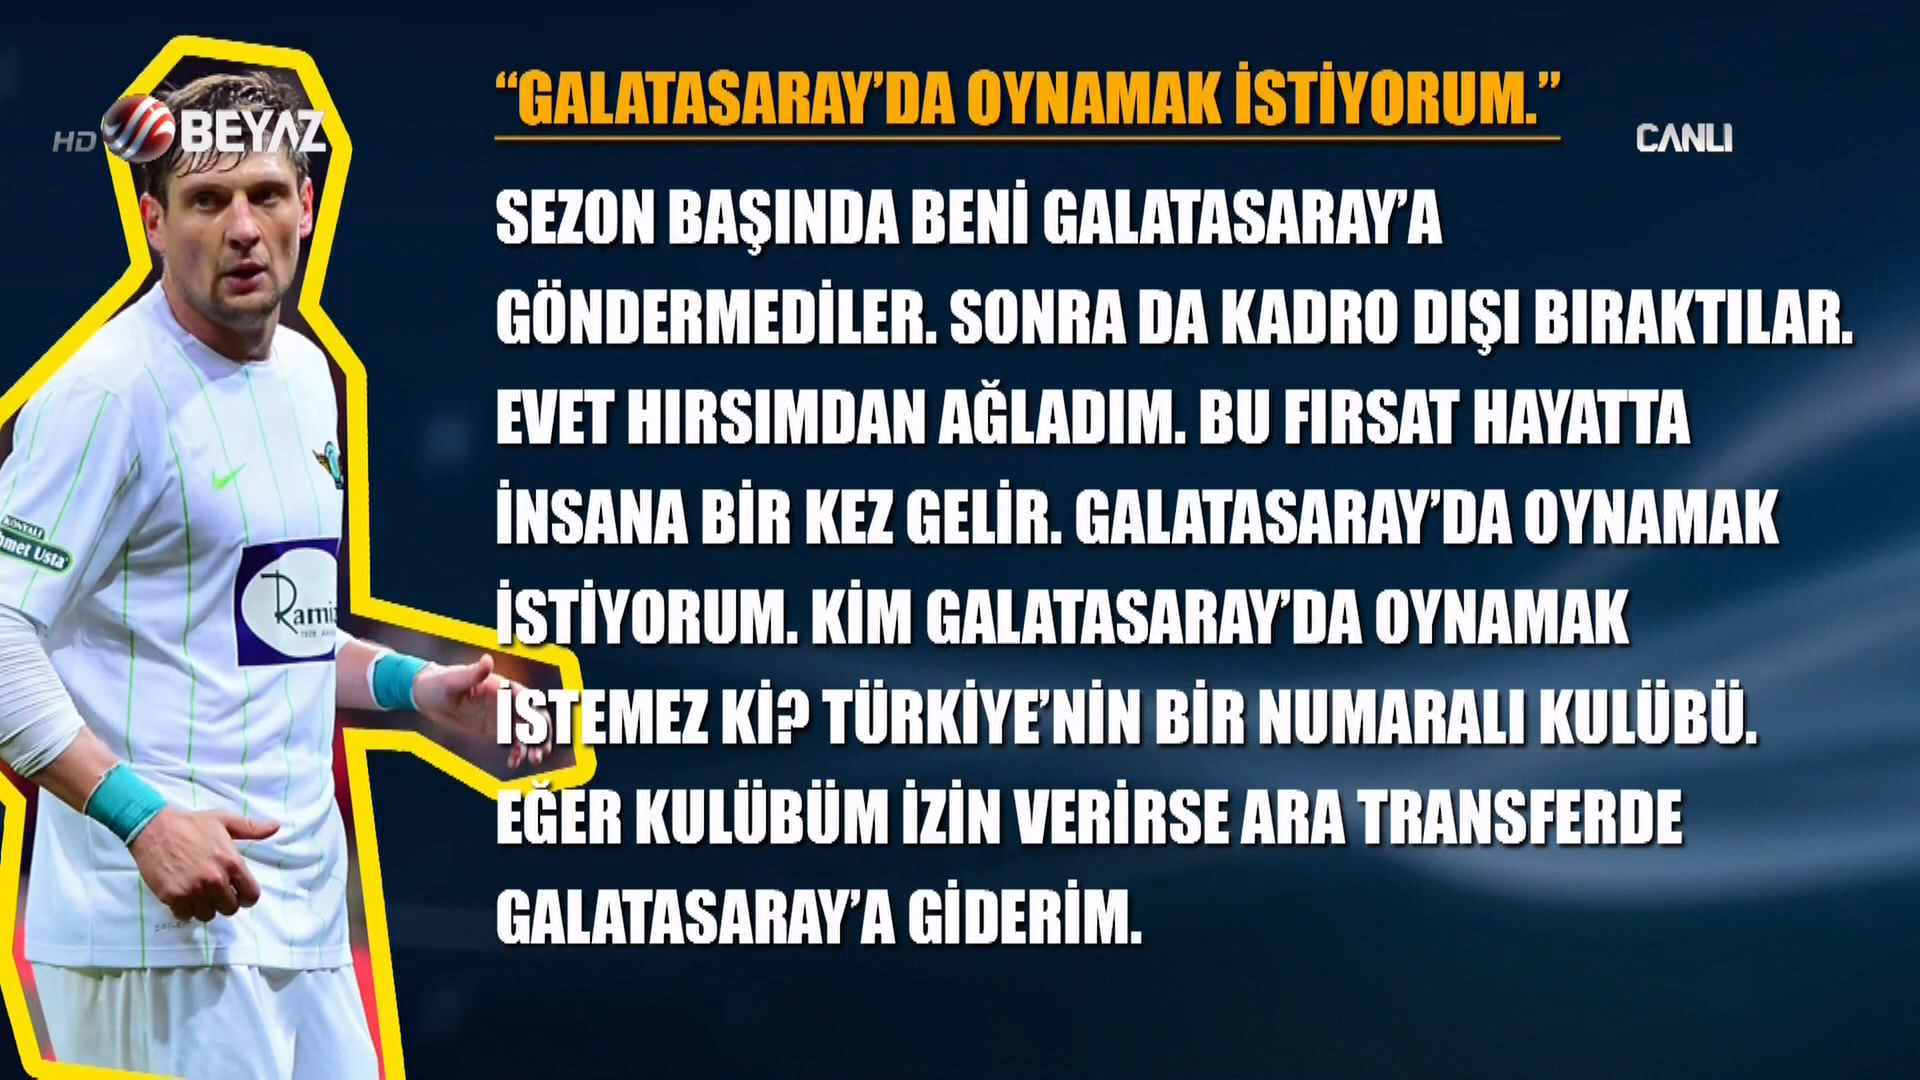 “GALATASARAY’DA OYNAMAK İSTİYORUM.”
HD BEYAZ
CANLI
SEZON BAŞINDA BENİ GALATASARAY’A
GÖNDERMEDİLER. SONRA DA KADRO DIŞI BIRAKTILAR.
EVET HIRSIMDAN AĞLADIM. BU FIRSAT HAYATTA
İNSANA BİR KEZ GELİR. GALATASARAY’DA OYNAMAK
İSTİYORUM. KİM GALATASARAY’DA OYNAMAK
İSTEMEZ Kİ? TÜRKİYE’NİN BİR NUMARALI KULÜBÜ.
EĞER KULÜBÜM İZİN VERİRSE ARA TRANSFERDE
GALATASARAY’A GİDERİM.
KONYALI
hmet Usta
Rami